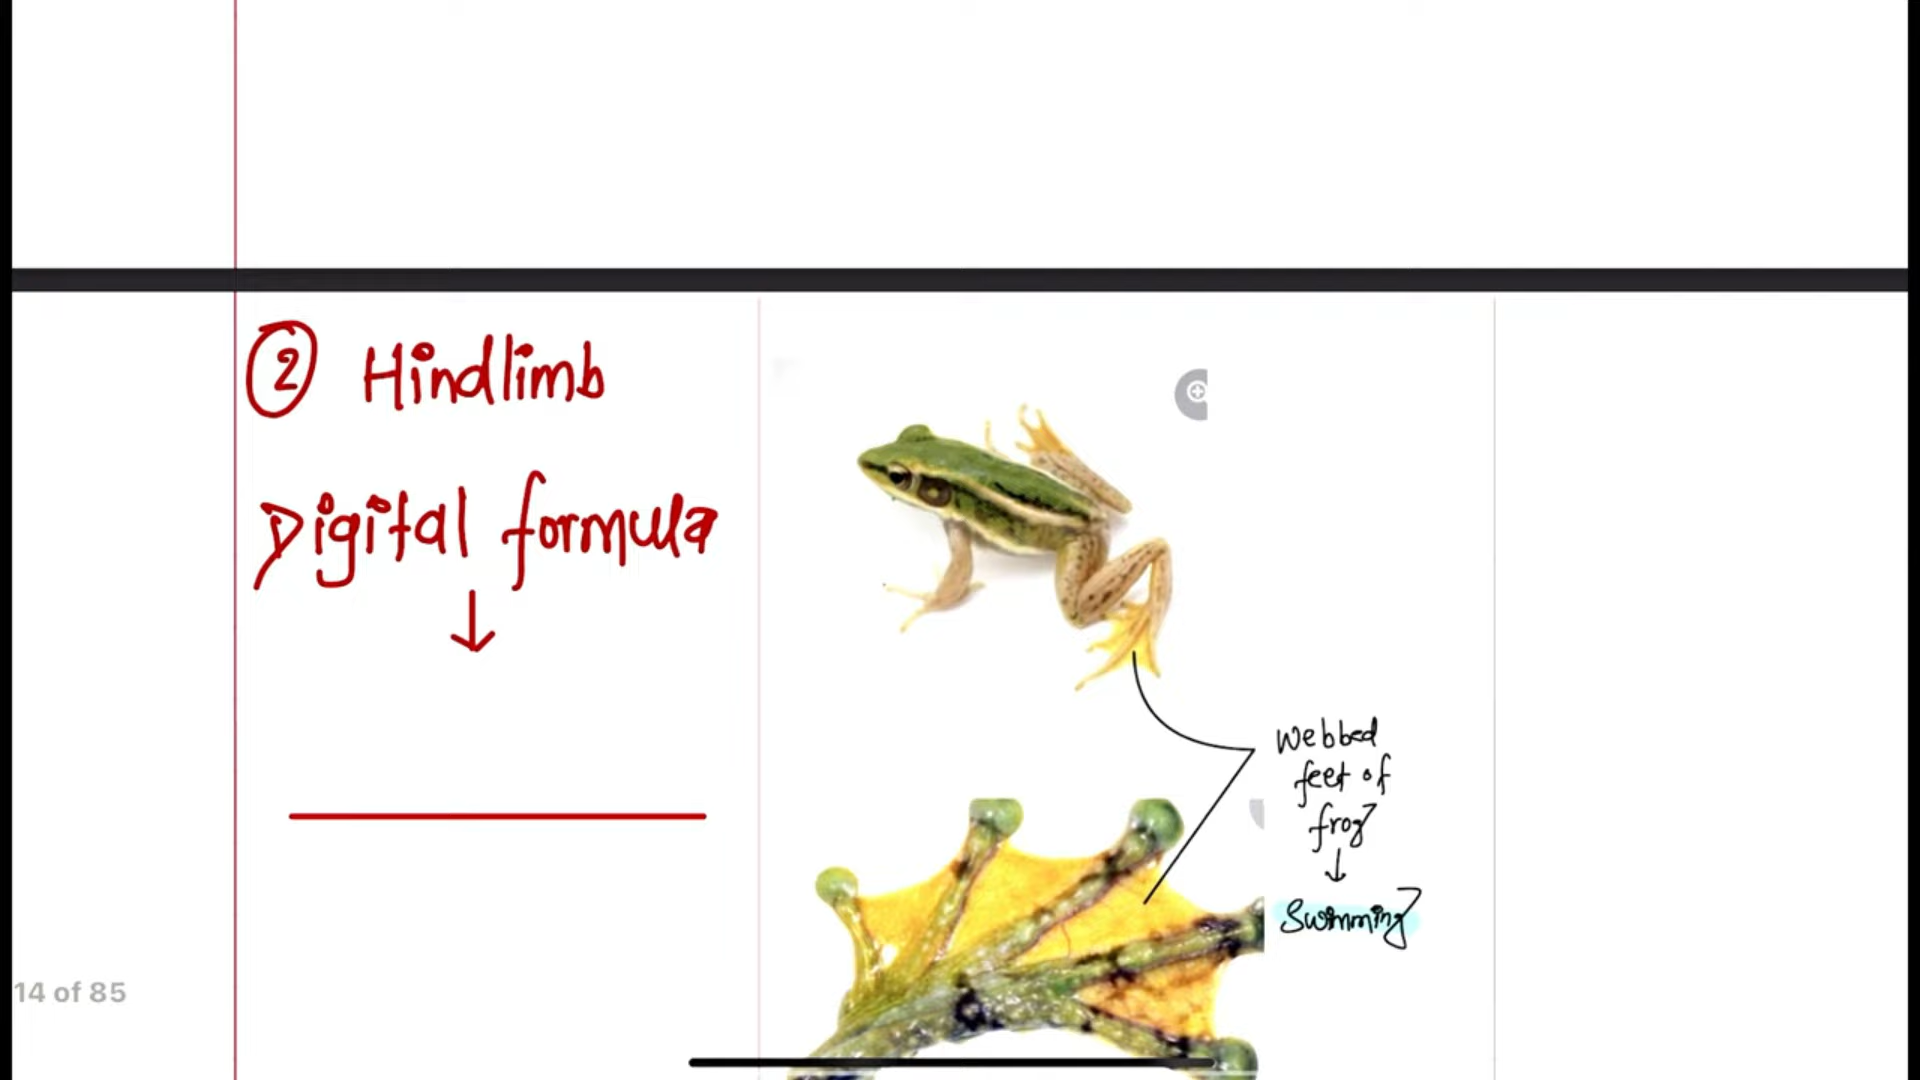 ② Hindlimb
Digital formula
↓
Webbed
feet of
frog
↓
Swimming
14 of 85